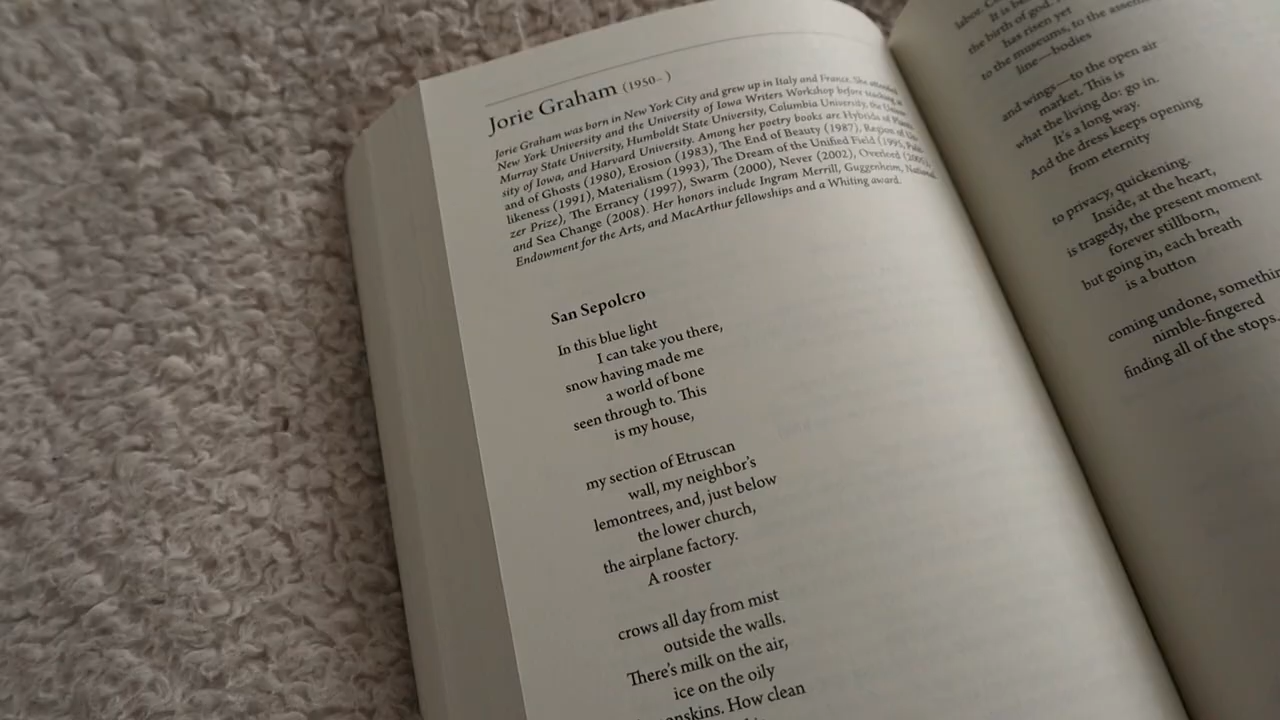 Jorie Graham (1950– )
Jorie Graham was born in New York City and grew up in Italy and France. She attended
New York University and the University of Iowa Writers Workshop before teaching at
Murray State University, Humboldt State University, Columbia University, the Univer-
sity of Iowa, and Harvard University. Among her poetry books are Hybrids of Plants
and of Ghosts (1980), Erosion (1983), The End of Beauty (1987), Region of Un-
likeness (1991), Materialism (1993), The Dream of the Unified Field (1995, Pulit-
zer Prize), The Errancy (1997), Swarm (2000), Never (2002), Overlord (2005),
and Sea Change (2008). Her honors include Ingram Merrill, Guggenheim, National
Endowment for the Arts, and MacArthur fellowships and a Whiting award.
San Sepolcro
In this blue light
I can take you there,
snow having made me
a world of bone
seen through to. This
is my house,
my section of Etruscan
wall, my neighbor's
lemontrees, and, just below
the lower church,
the airplane factory.
A rooster
crows all day from mist
outside the walls.
There's milk on the air,
ice on the oily
How clean
labor.
It is
the birth of god.
has risen yet
to the museums, to the
line—bodies
and wings—to the open air
market. This is
what the living do: go in.
It's a long way.
And the dress keeps opening
from eternity
to privacy, quickening.
Inside, at the heart,
is tragedy, the present moment
forever stillborn,
but going in, each breath
is a button
coming undone, somethin
nimble-fingered
finding all of the stops.